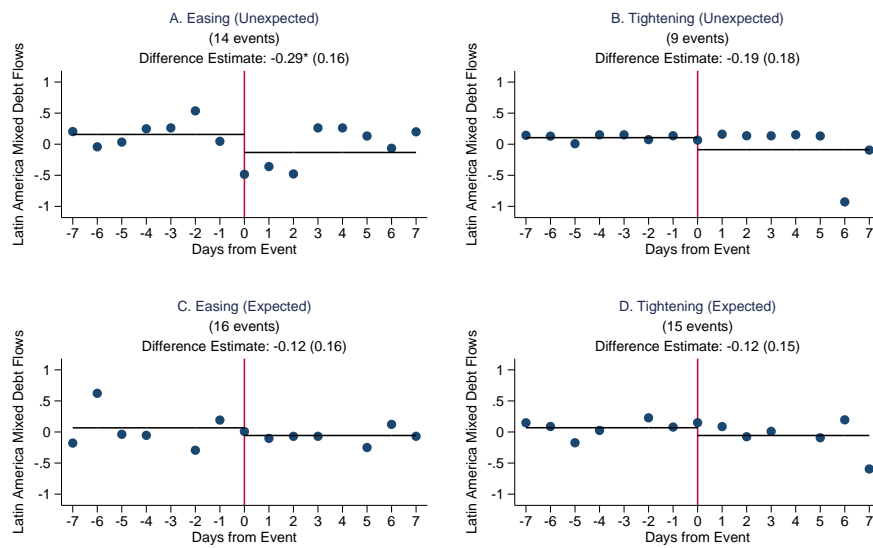 A. Easing (Unexpected)
(14 events)
Difference Estimate: -0.29* (0.16)
Latin America Mixed Debt Flows
1
.5
0
-.5
-1
-7 -6 -5 -4 -3 -2 -1 0 1 2 3 4 5 6 7
Days from Event
B. Tightening (Unexpected)
(9 events)
Difference Estimate: -0.19 (0.18)
Latin America Mixed Debt Flows
1
.5
0
-.5
-1
-7 -6 -5 -4 -3 -2 -1 0 1 2 3 4 5 6 7
Days from Event
C. Easing (Expected)
(16 events)
Difference Estimate: -0.12 (0.16)
Latin America Mixed Debt Flows
1
.5
0
-.5
-1
-7 -6 -5 -4 -3 -2 -1 0 1 2 3 4 5 6 7
Days from Event
D. Tightening (Expected)
(15 events)
Difference Estimate: -0.12 (0.15)
Latin America Mixed Debt Flows
1
.5
0
-.5
-1
-7 -6 -5 -4 -3 -2 -1 0 1 2 3 4 5 6 7
Days from Event